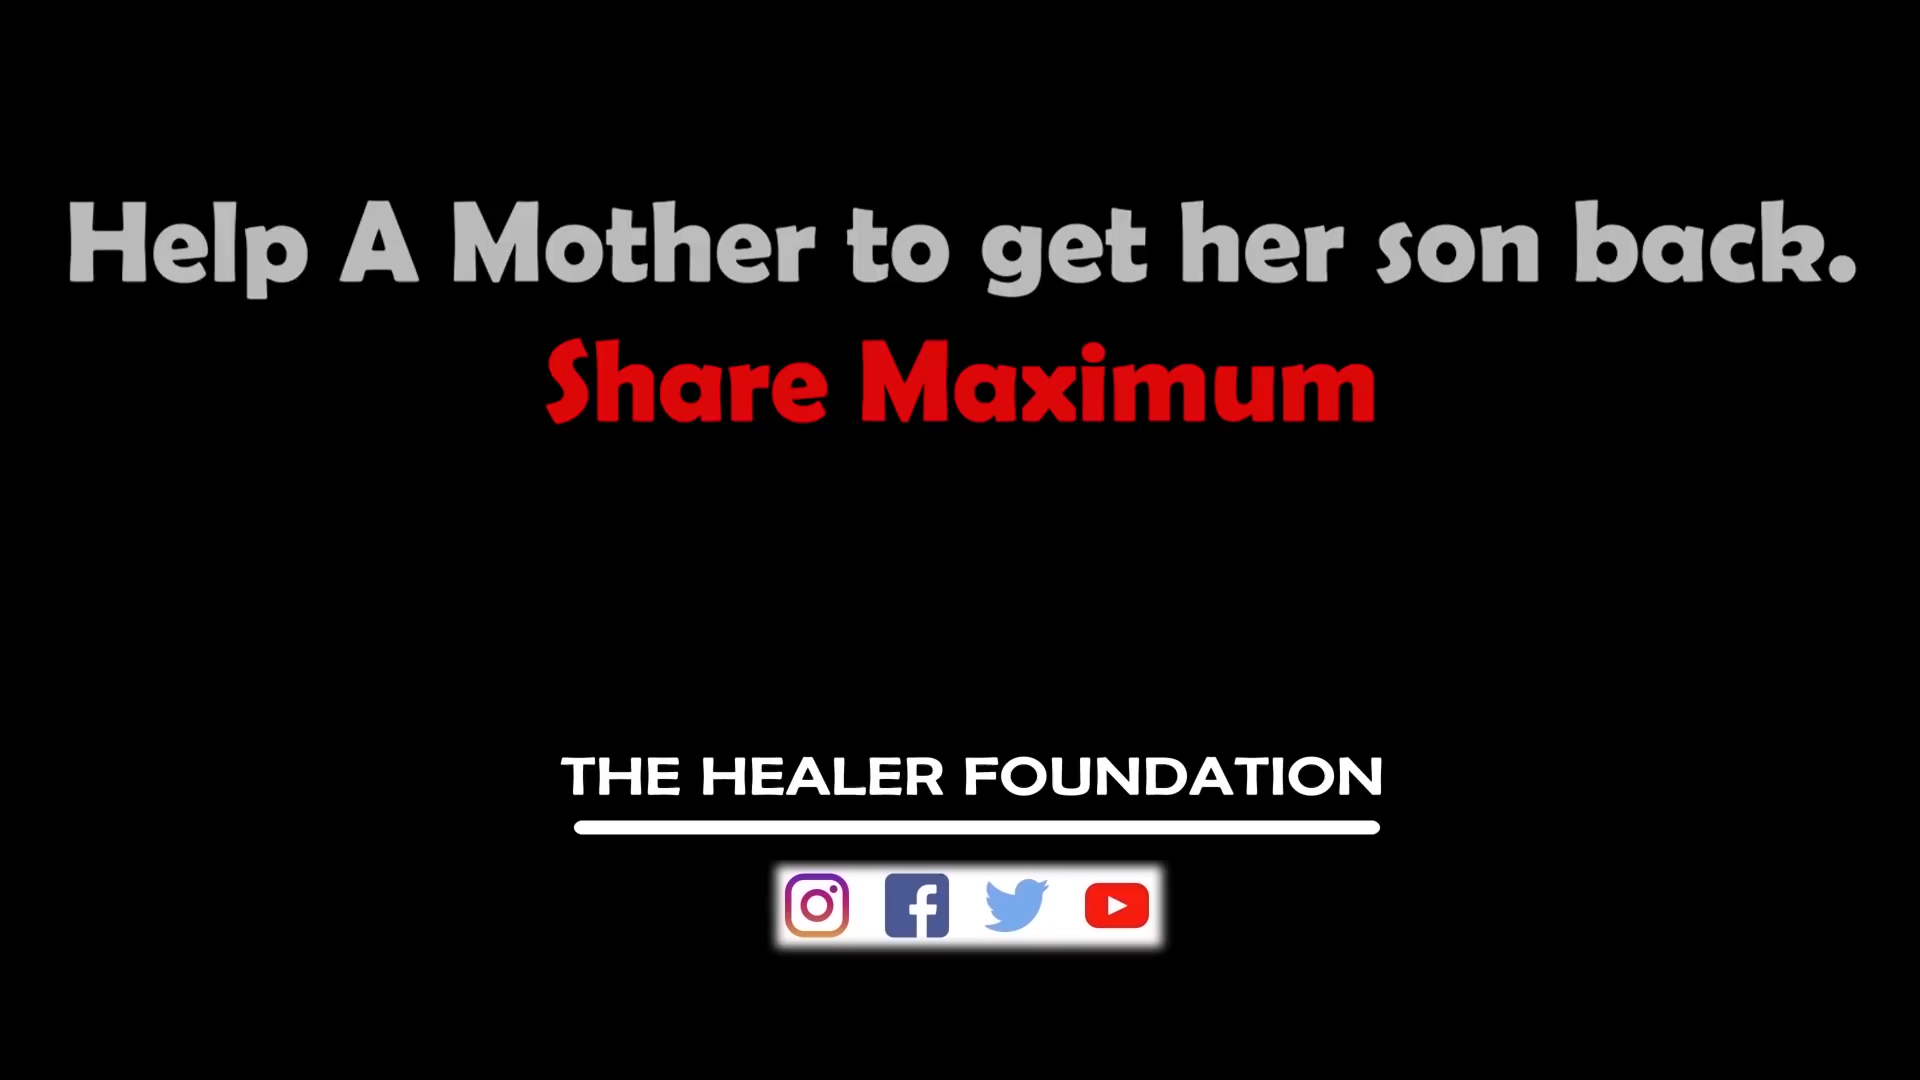 Help A Mother to get her son back.
Share Maximum
THE HEALER FOUNDATION